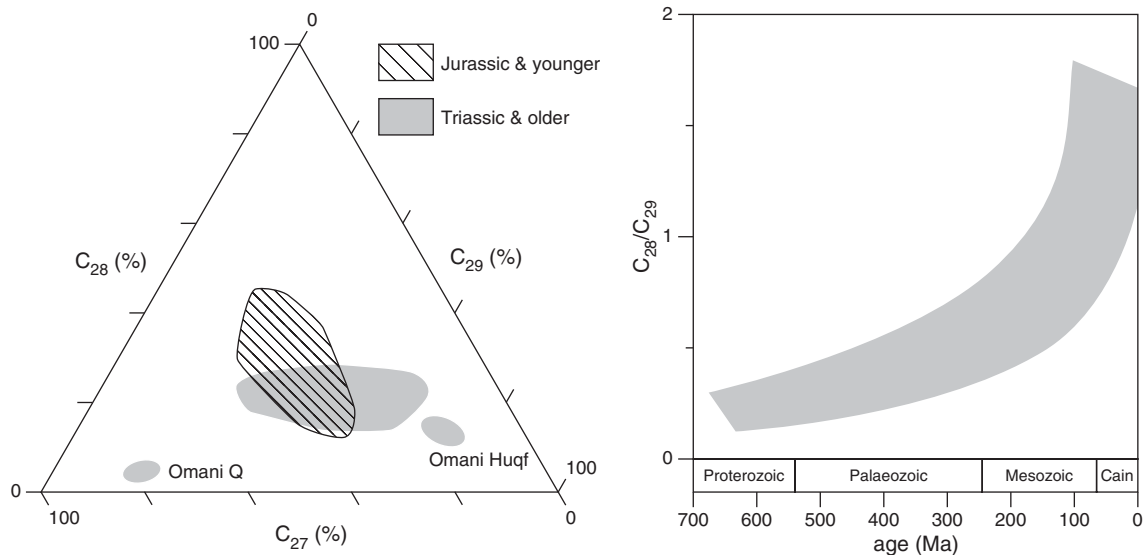 0
100
Jurassic & younger
Triassic & older
C28 (%)
C29 (%)
Omani Q
Omani Huqf
0
100
100
0
C27 (%)
2
1
0
C28/C29
Proterozoic Palaeozoic Mesozoic Cain
700 600 500 400 300 200 100 0
age (Ma)